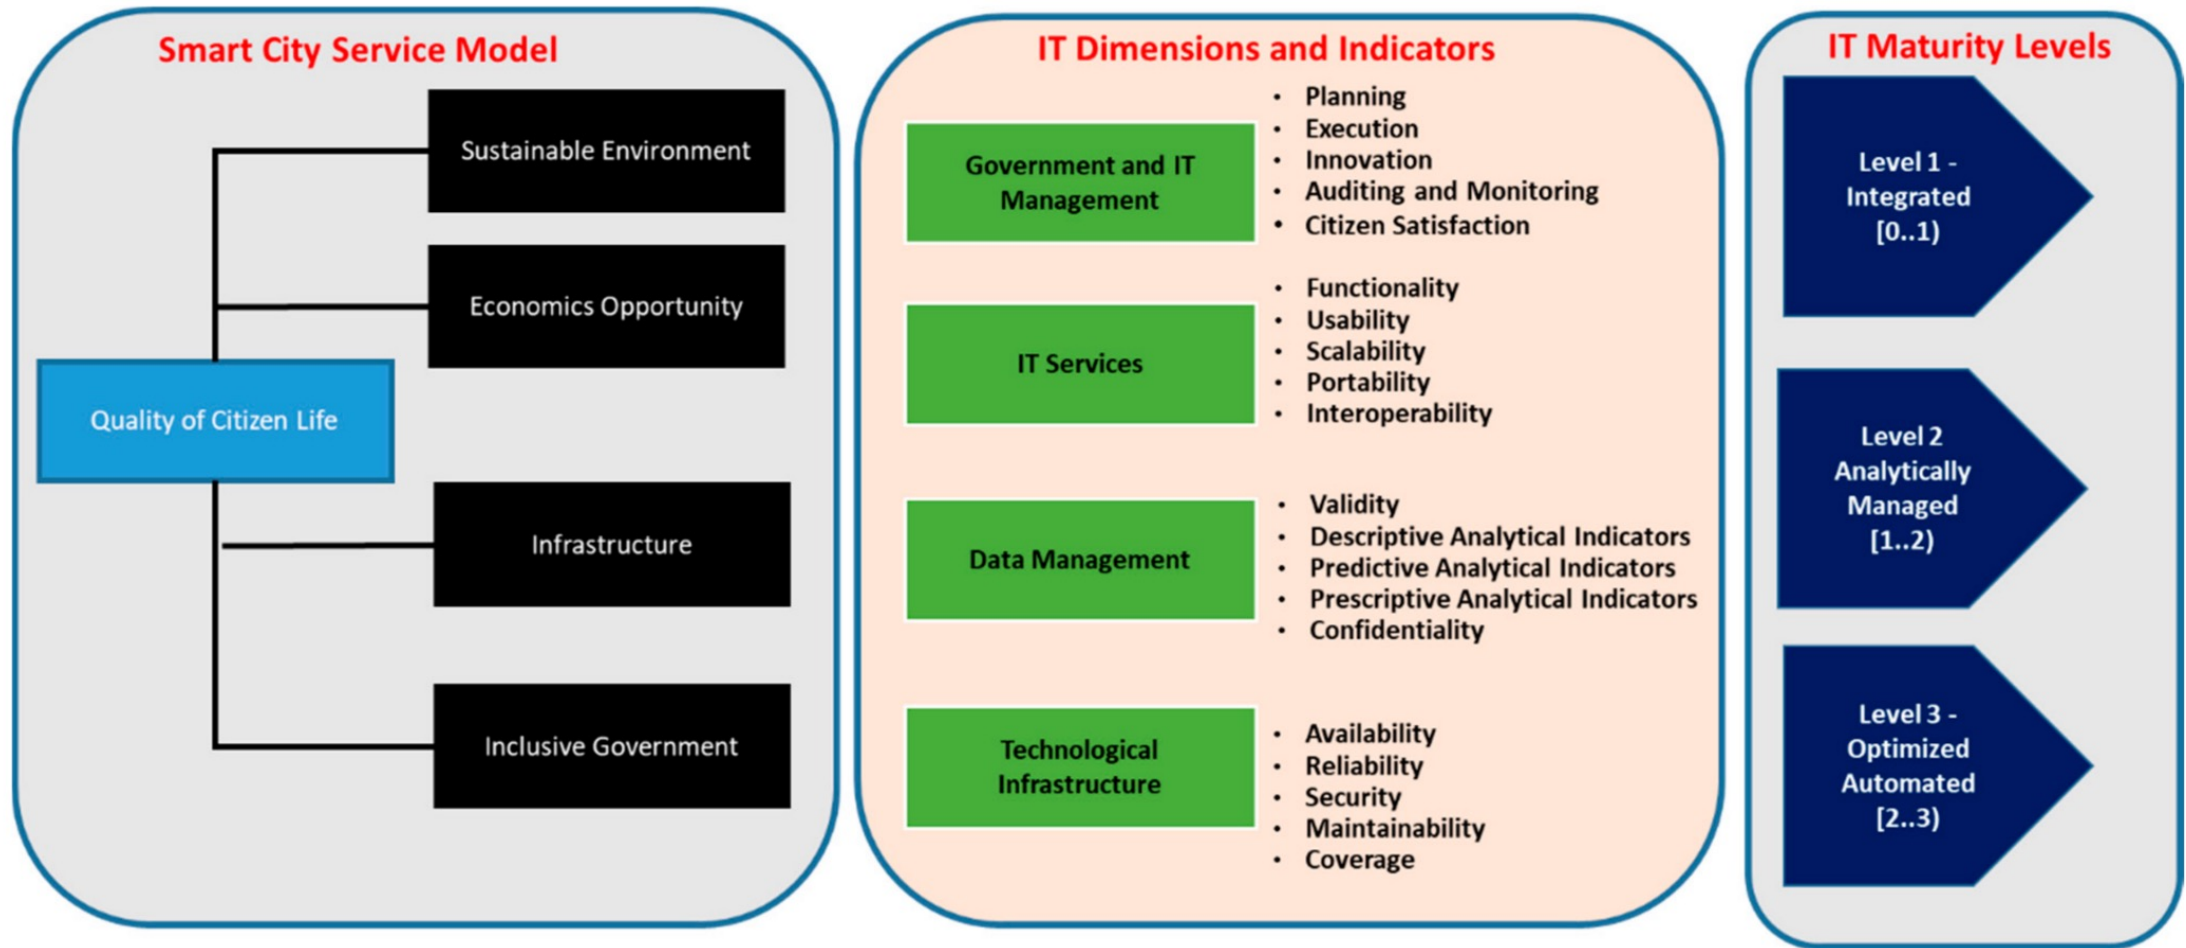 Smart City Service Model
Sustainable Environment
Economics Opportunity
Quality of Citizen Life
Infrastructure
Inclusive Government
IT Dimensions and Indicators
Government and IT
Management
• Planning
• Execution
• Innovation
• Auditing and Monitoring
• Citizen Satisfaction
IT Services
• Functionality
• Usability
• Scalability
• Portability
• Interoperability
Data Management
• Validity
• Descriptive Analytical Indicators
• Predictive Analytical Indicators
• Prescriptive Analytical Indicators
• Confidentiality
Technological
Infrastructure
• Availability
• Reliability
• Security
• Maintainability
• Coverage
IT Maturity Levels
Level 1 -
Integrated
[0..1)
Level 2
Analytically
Managed
[1..2)
Level 3 -
Optimized
Automated
[2..3)